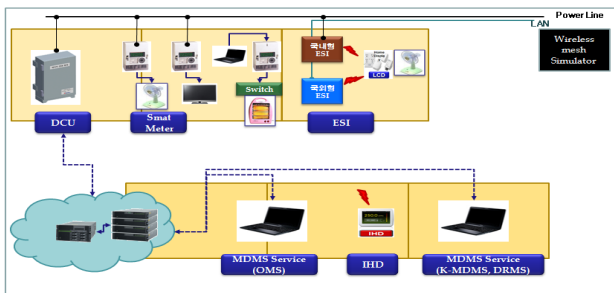 Power Line
LAN
Wireless
mesh
Simulator
국내형
ESI
LCD
국외형
ESI
Switch
DCU
Smat
Meter
ESI
IHD
MDMS Service
(OMS)
IHD
MDMS Service
(K-MDMS, DRMS)